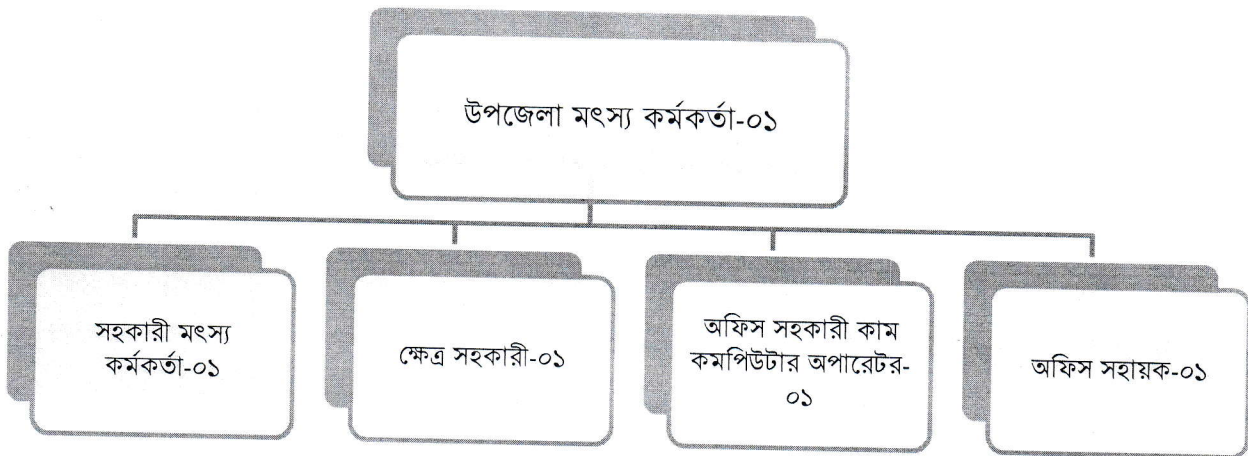 উপজেলা মৎস্য কর্মকর্তা-০১
সহকারী মৎস্য
কর্মকর্তা-০১
ক্ষেত্র সহকারী-০১
অফিস সহকারী কাম
কমপিউটার অপারেটর-
০১
অফিস সহায়ক-০১